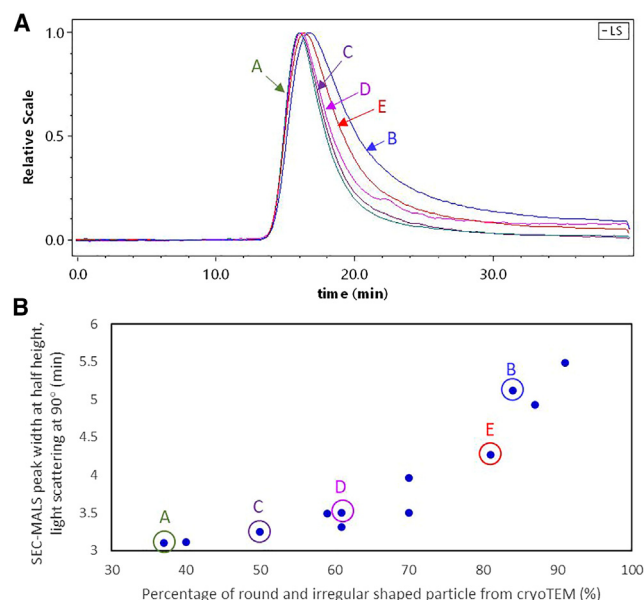 A
- LS
1.0
0.5
0.0
Relative Scale
A
C
D
E
B
0.0
10.0
20.0
30.0
time (min)
B
SEC-MALS peak width at half height,
light scattering at 90° (min)
6
5.5
5
4.5
4
3.5
3
A
C
D
E
B
30
40
50
60
70
80
90
100
Percentage of round and irregular shaped particle from cryoTEM (%)